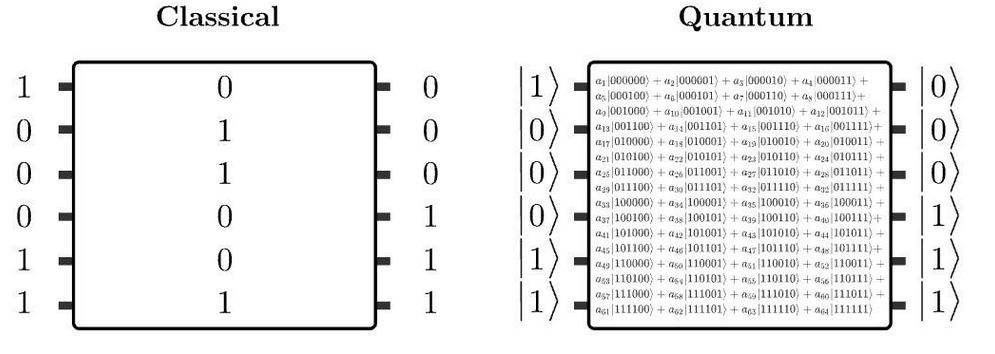 Classical
Quantum
1 0 0
0 1 0
0 1 0
0 0 1
1 0 1
1 1 1
|1⟩ |0⟩
|0⟩ |0⟩
|0⟩ |0⟩
|0⟩ |1⟩
|1⟩ |1⟩
|1⟩ |1⟩
a₁|000000⟩ + a₂|000001⟩ + a₃|000010⟩ + a₄|000011⟩ +
a₅|000100⟩ + a₆|000101⟩ + a₇|000110⟩ + a₈|000111⟩+
a₉|001000⟩ + a₁₀|001001⟩ + a₁₁|001010⟩ + a₁₂|001011⟩ +
a₁₃|001100⟩ + a₁₄|001101⟩ + a₁₅|001110⟩ + a₁₆|001111⟩+
a₁₇|010000⟩ + a₁₈|010001⟩ + a₁₉|010010⟩ + a₂₀|010011⟩ +
a₂₁|010100⟩ + a₂₂|010101⟩ + a₂₃|010110⟩ + a₂₄|010111⟩ +
a₂₅|011000⟩ + a₂₆|011001⟩ + a₂₇|011010⟩ + a₂₈|011011⟩ +
a₂₉|011100⟩ + a₃₀|011101⟩ + a₃₂|011110⟩ + a₃₂|011111⟩ +
a₃₃|100000⟩ + a₃₄|100001⟩ + a₃₅|100010⟩ + a₃₆|100011⟩ +
a₃₇|100100⟩ + a₃₈|100101⟩ + a₃₉|100110⟩ + a₄₀|100111⟩+
a₄₁|101000⟩ + a₄₂|101001⟩ + a₄₃|101010⟩ + a₄₄|101011⟩ +
a₄₅|101100⟩ + a₄₆|101101⟩ + a₄₇|101110⟩ + a₄₈|101111⟩+
a₄₉|110000⟩ + a₅₀|110001⟩ + a₅₁|110010⟩ + a₅₂|110011⟩ +
a₅₃|110100⟩ + a₅₄|110101⟩ + a₅₅|110110⟩ + a₅₆|110111⟩ +
a₅₇|111000⟩ + a₅₈|111001⟩ + a₅₉|111010⟩ + a₆₀|111011⟩ +
a₆₁|111100⟩ + a₆₂|111101⟩ + a₆₃|111110⟩ + a₆₄|111111⟩